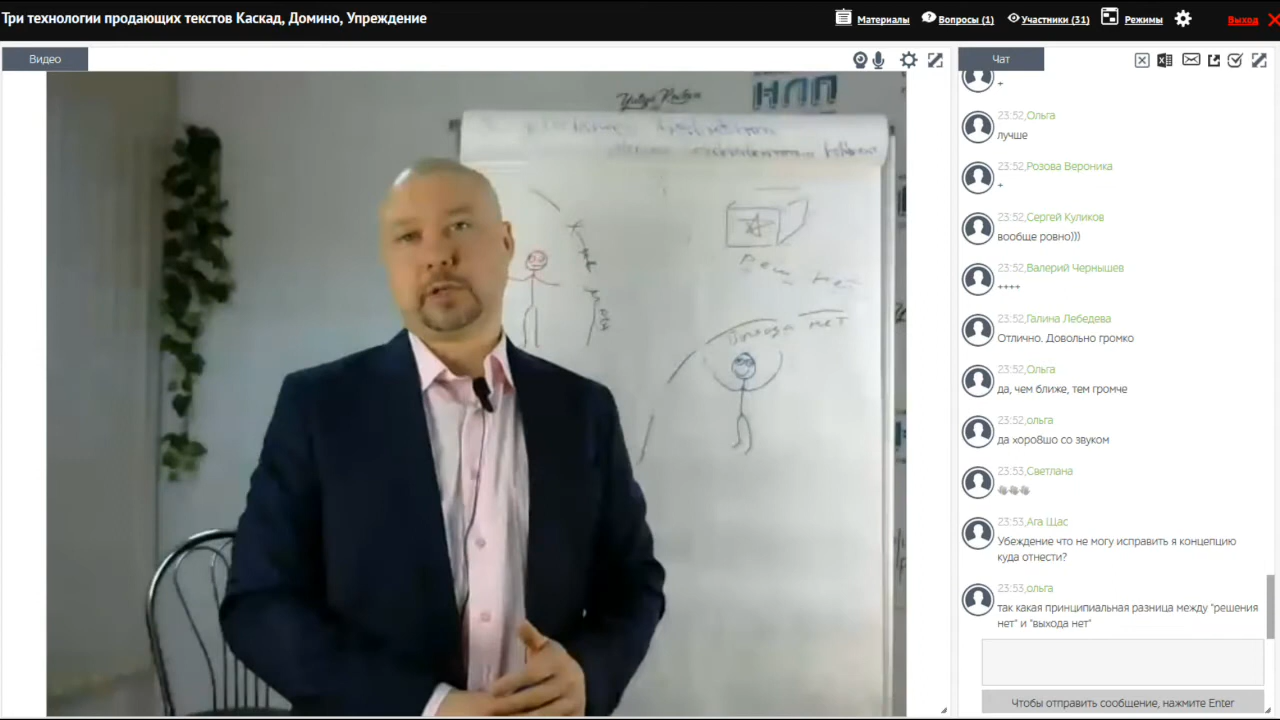 Три технологии продающих текстов Каскад, Домино, Упреждение
Материалы
Вопросы (1)
Участники (31)
Режимы
Выход
Видео
Чат
НЛП
выхода нет
+
23:52,Ольга
лучше
23:52,Розова Вероника
+
23:52,Сергей Куликов
вообще ровно)))
23:52,Валерий Чернышев
++++
23:52,Галина Лебедева
Отлично. Довольно громко
23:52,Ольга
да, чем ближе, тем громче
23:52,ольга
да хоро8шо со звуком
23:53,Светлана
23:53,Ага Щас
Убеждение что не могу исправить я концепцию
куда отнести?
23:53,ольга
так какая принципиальная разница между "решения
нет" и "выхода нет"
Чтобы отправить сообщение, нажмите Enter